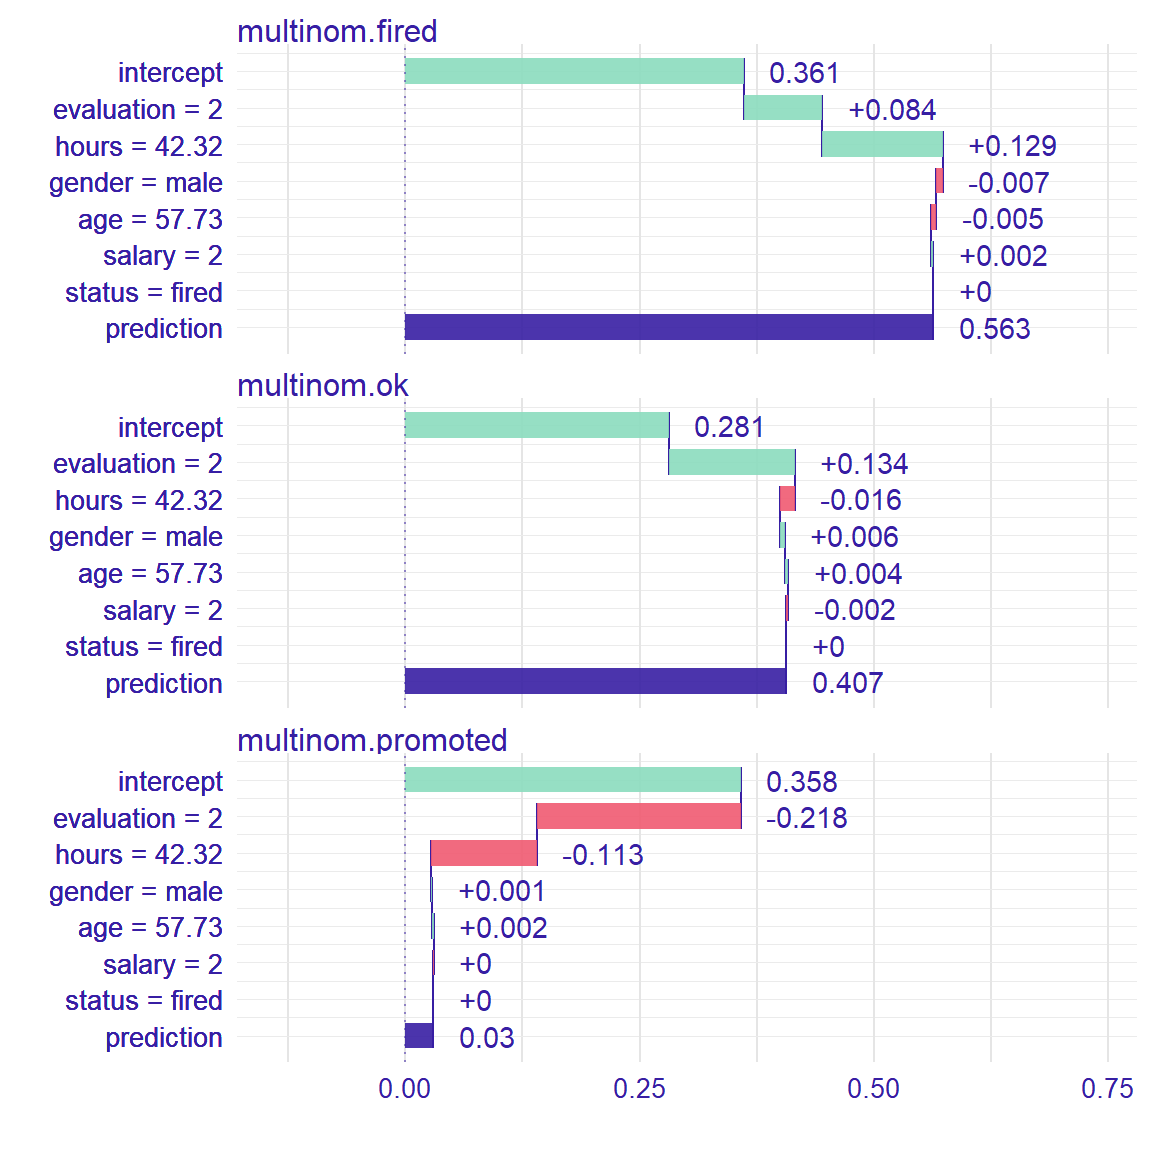 multinom.fired
intercept 0.361
evaluation = 2 +0.084
hours = 42.32 +0.129
gender = male -0.007
age = 57.73 -0.005
salary = 2 +0.002
status = fired +0
prediction 0.563
multinom.ok
intercept 0.281
evaluation = 2 +0.134
hours = 42.32 -0.016
gender = male +0.006
age = 57.73 +0.004
salary = 2 -0.002
status = fired +0
prediction 0.407
multinom.promoted
intercept 0.358
evaluation = 2 -0.218
hours = 42.32 -0.113
gender = male +0.001
age = 57.73 +0.002
salary = 2 +0
status = fired +0
prediction 0.03
0.00 0.25 0.50 0.75